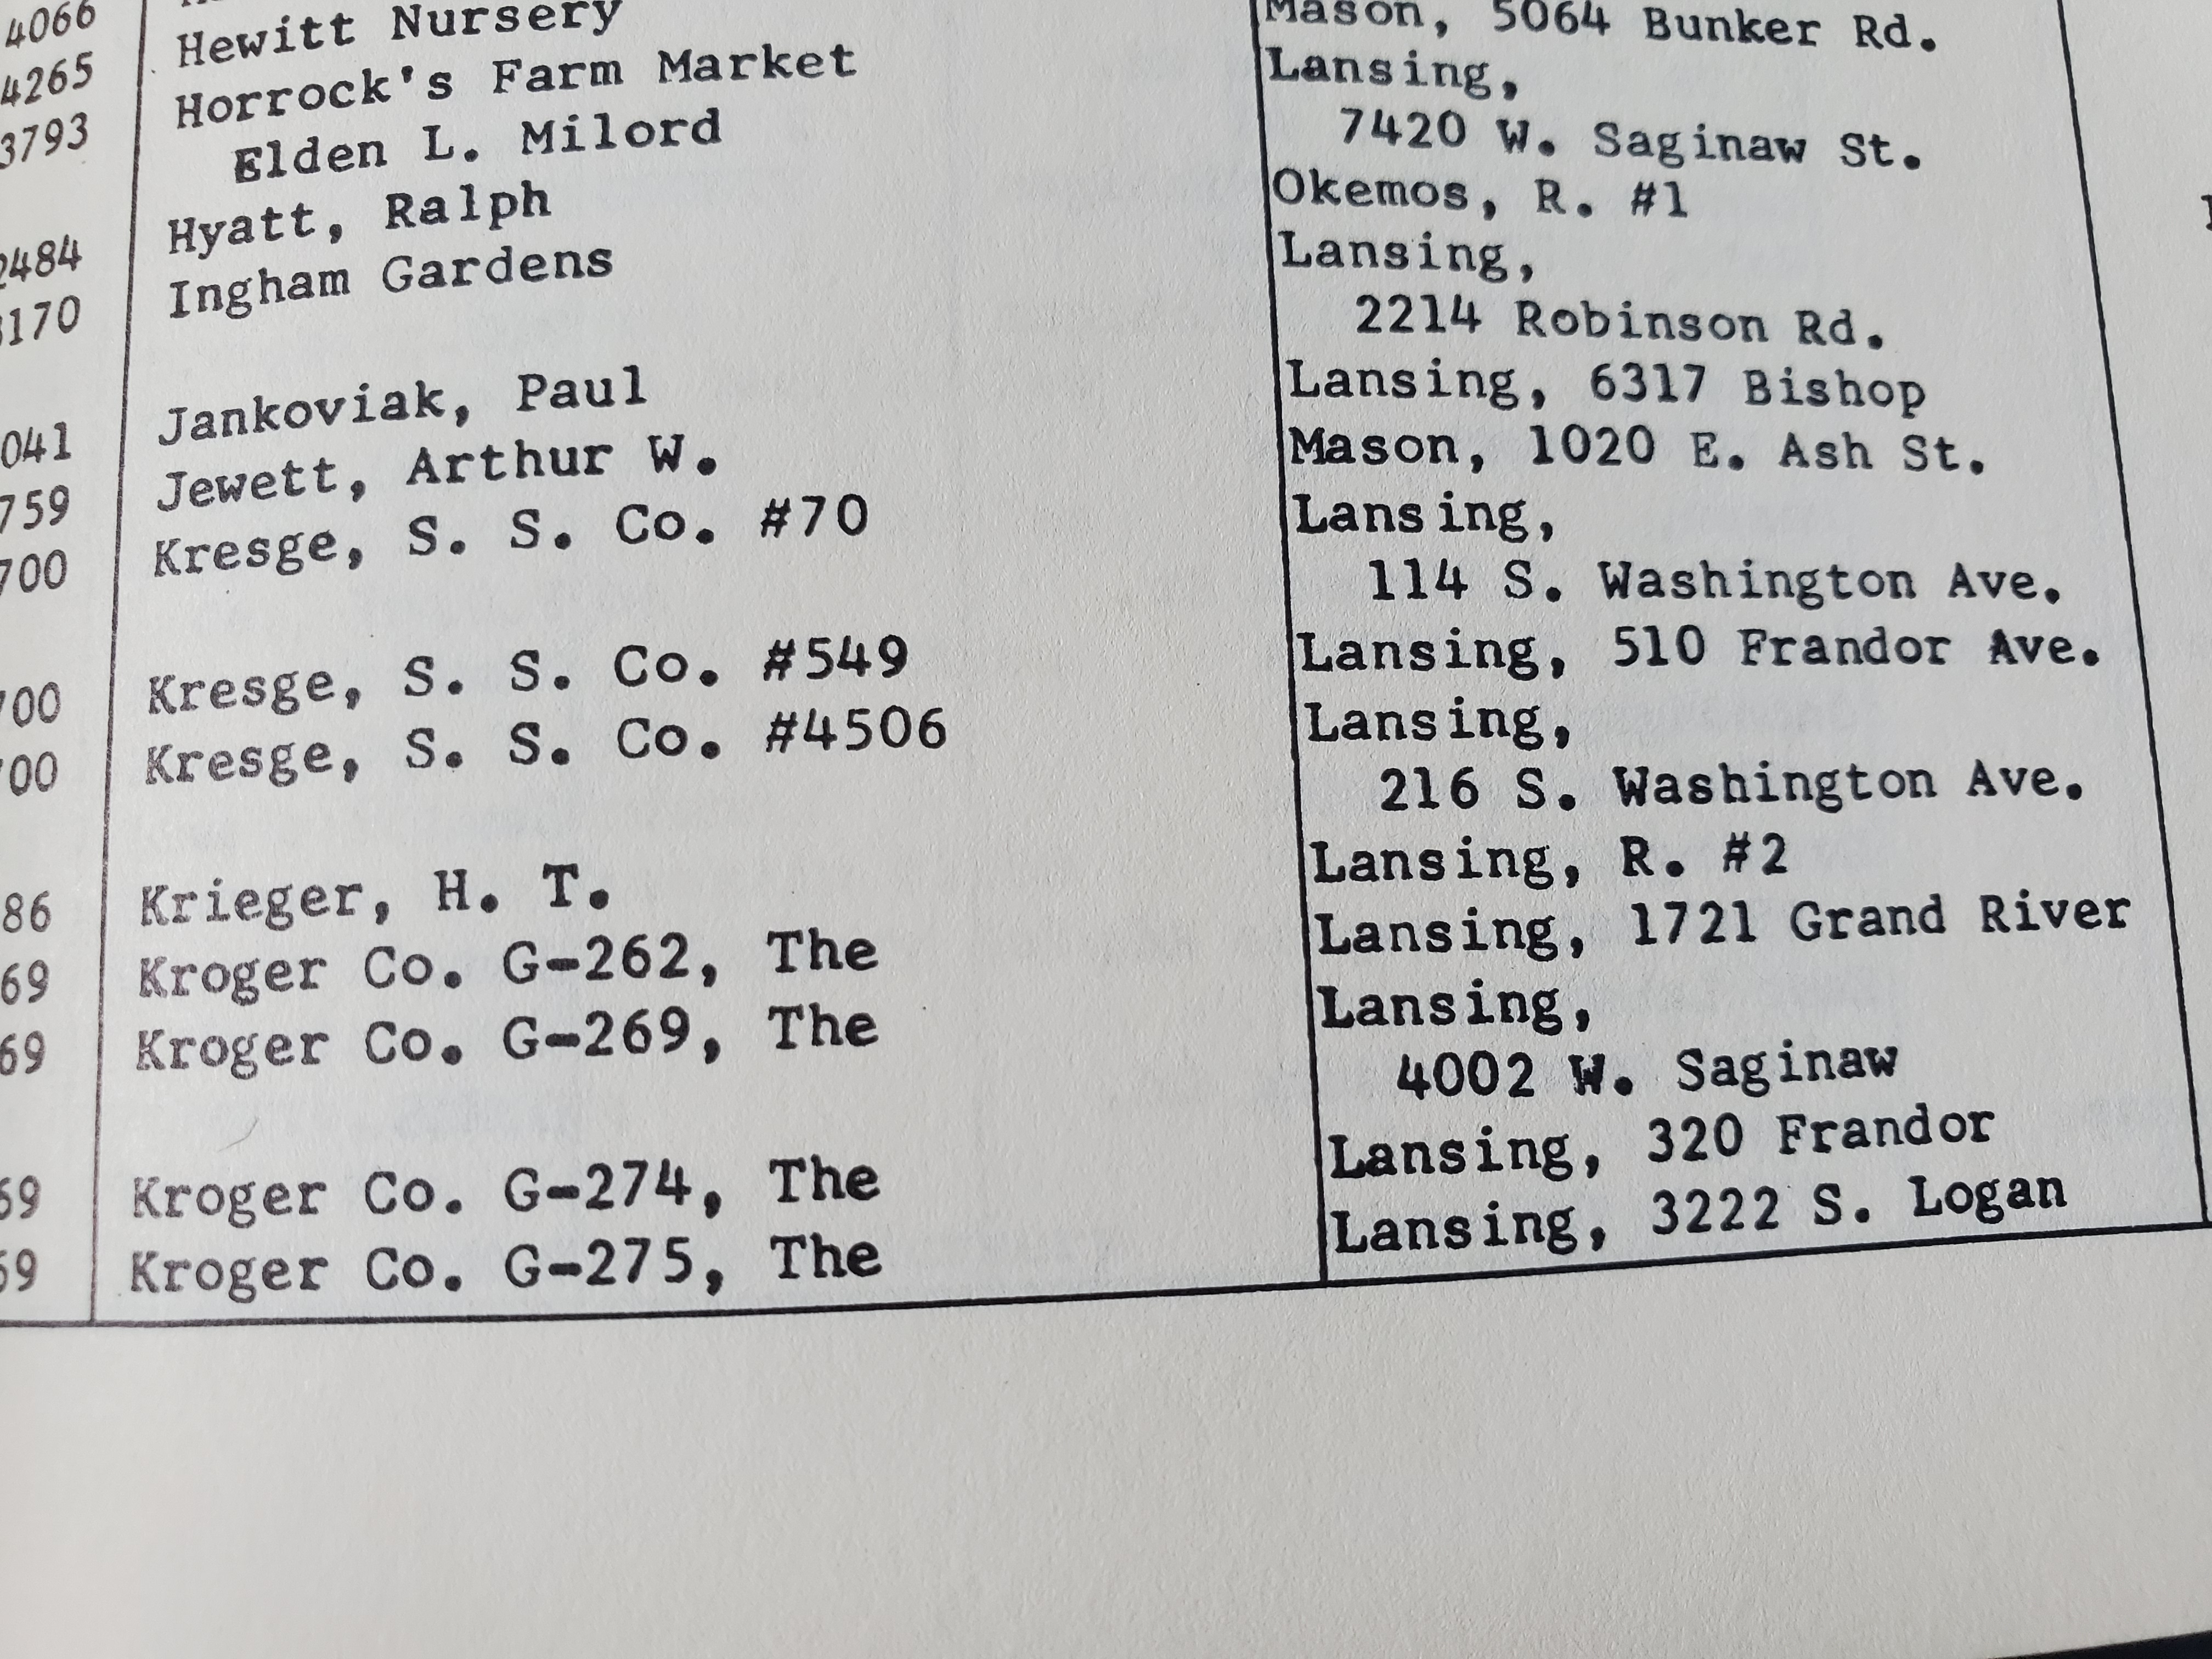 4066
4265 Hewitt Nursery Mason, 5064 Bunker Rd.
3793 Horrock's Farm Market Lansing,
Elden L. Milord 7420 W. Saginaw St.
2484 Hyatt, Ralph Okemos, R. #1
170 Ingham Gardens Lansing,
2214 Robinson Rd.
041 Jankoviak, Paul Lansing, 6317 Bishop
759 Jewett, Arthur W. Mason, 1020 E. Ash St.
700 Kresge, S. S. Co. #70 Lansing,
114 S. Washington Ave.
00 Kresge, S. S. Co. #549 Lansing, 510 Frandor Ave.
00 Kresge, S. S. Co. #4506 Lansing,
216 S. Washington Ave.
86 Krieger, H. T. Lansing, R. #2
69 Kroger Co. G-262, The Lansing, 1721 Grand River
69 Kroger Co. G-269, The Lansing,
4002 W. Saginaw
69 Kroger Co. G-274, The Lansing, 320 Frandor
69 Kroger Co. G-275, The Lansing, 3222 S. Logan